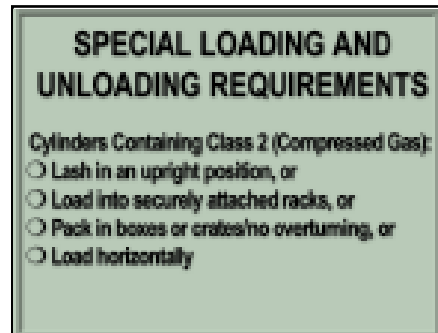 SPECIAL LOADING AND
UNLOADING REQUIREMENTS
Cylinders Containing Class 2 (Compressed Gas):
Lash in an upright position, or
Load into securely attached racks, or
Pack in boxes or crates/no overturning, or
Load horizontally